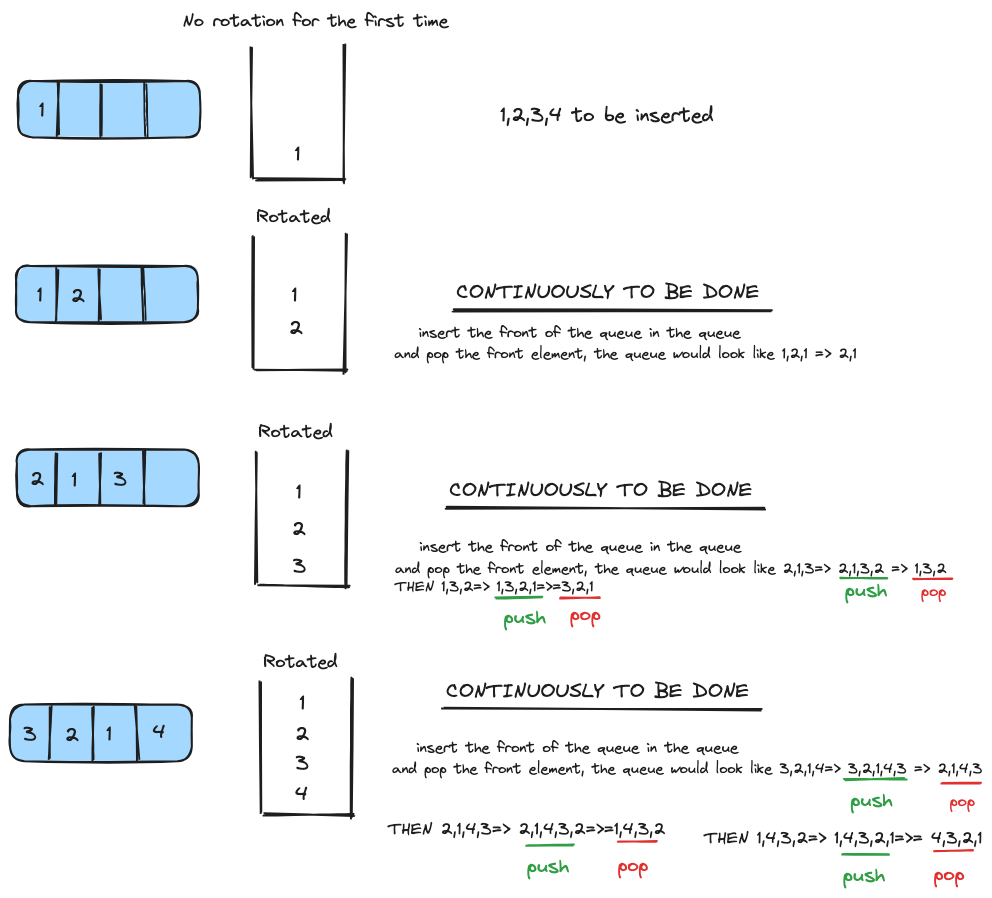 No rotation for the first time
1
1
1,2,3,4 to be inserted
Rotated
1 2
1
2
CONTINUOUSLY TO BE DONE
insert the front of the queue in the queue
and pop the front element, the queue would look like 1,2,1 => 2,1
Rotated
2 1 3
1
2
3
CONTINUOUSLY TO BE DONE
insert the front of the queue in the queue
and pop the front element, the queue would look like 2,1,3=> 2,1,3,2 => 1,3,2
push pop
THEN 1,3,2=> 1,3,2,1=>=3,2,1
push pop
Rotated
3 2 1 4
1
2
3
4
CONTINUOUSLY TO BE DONE
insert the front of the queue in the queue
and pop the front element, the queue would look like 3,2,1,4=> 3,2,1,4,3 => 2,1,4,3
push pop
THEN 2,1,4,3=> 2,1,4,3,2=>=1,4,3,2
push pop
THEN 1,4,3,2=> 1,4,3,2,1=>= 4,3,2,1
push pop